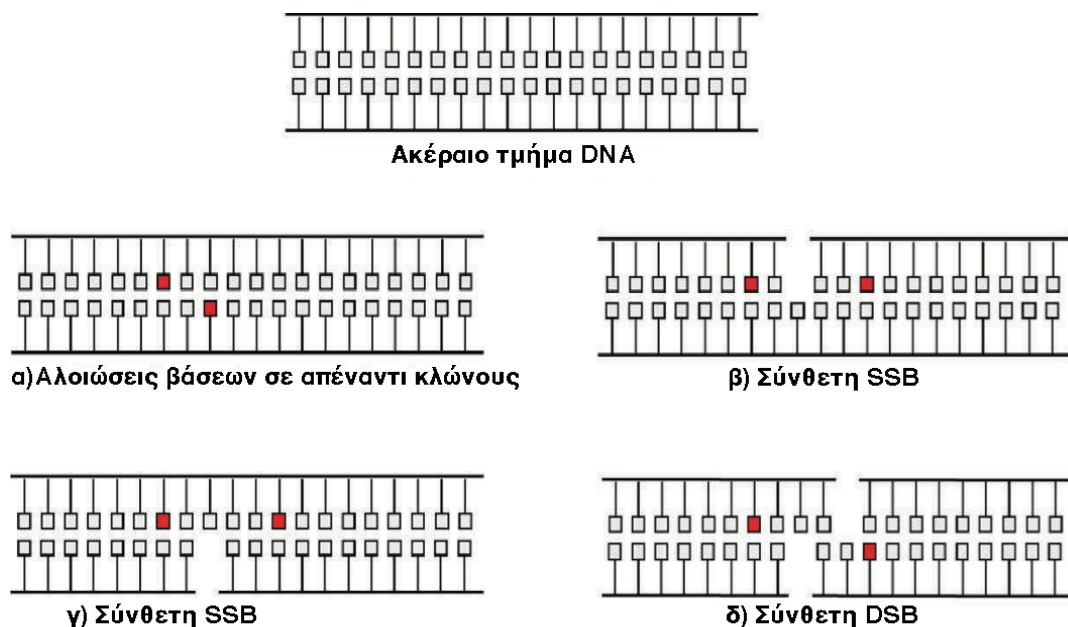 Ακέραιο τμήμα DNA
α)Αλοιώσεις βάσεων σε απέναντι κλώνους
β) Σύνθετη SSB
γ) Σύνθετη SSB
δ) Σύνθετη DSB